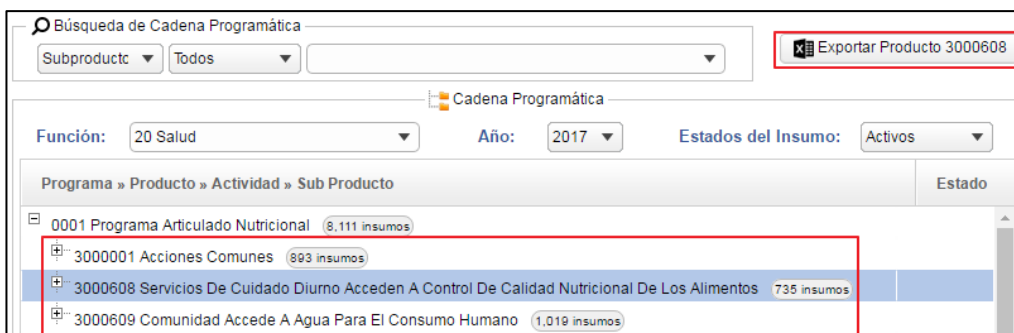 Búsqueda de Cadena Programática
Subproductc Todos
Exportar Producto 3000608
Cadena Programática
Función: 20 Salud Año: 2017 Estados del Insumo: Activos
Programa » Producto » Actividad » Sub Producto Estado
0001 Programa Articulado Nutricional 8,111 insumos
3000001 Acciones Comunes 893 insumos
3000608 Servicios De Cuidado Diurno Acceden A Control De Calidad Nutricional De Los Alimentos 735 insumos
3000609 Comunidad Accede A Agua Para El Consumo Humano 1,019 insumos